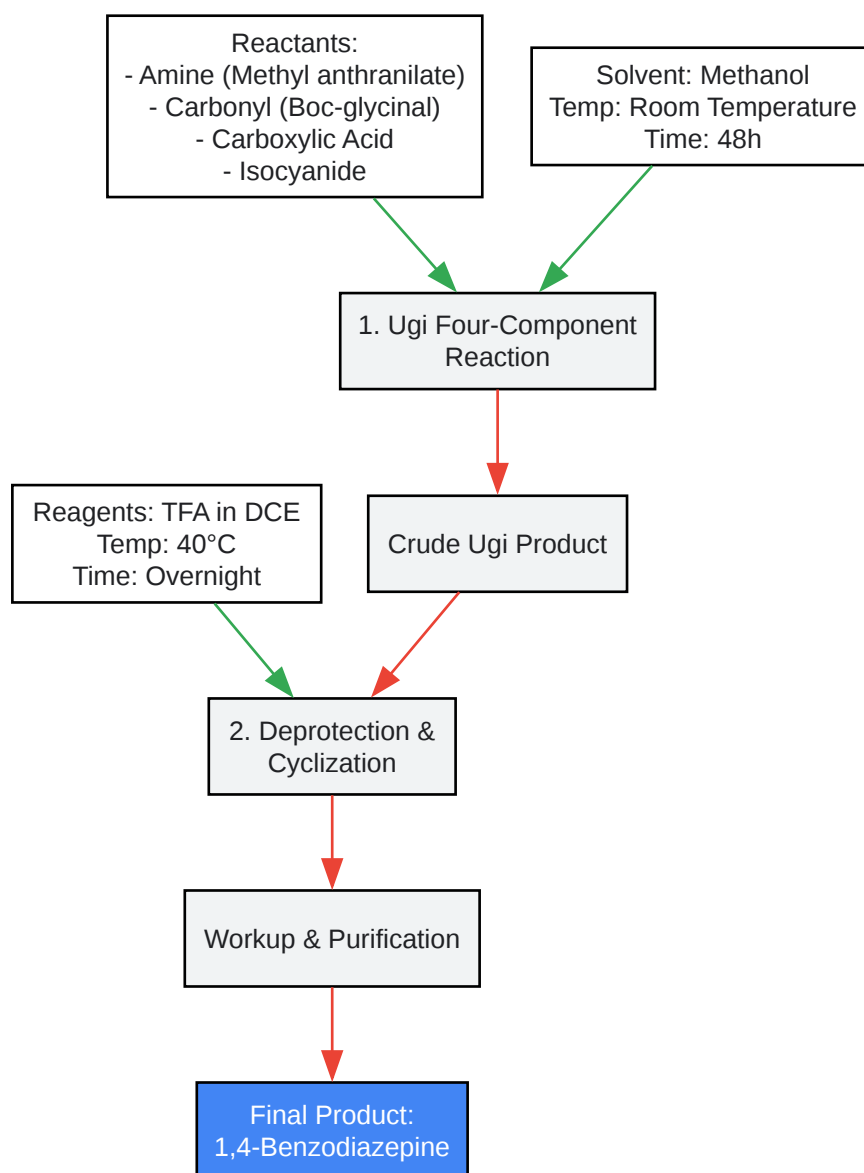 Reactants:
- Amine (Methyl anthranilate)
- Carbonyl (Boc-glycinal)
- Carboxylic Acid
- Isocyanide
Solvent: Methanol
Temp: Room Temperature
Time: 48h
1. Ugi Four-Component
Reaction
Reagents: TFA in DCE
Temp: 40°C
Time: Overnight
Crude Ugi Product
2. Deprotection &
Cyclization
Workup & Purification
Final Product:
1,4-Benzodiazepine